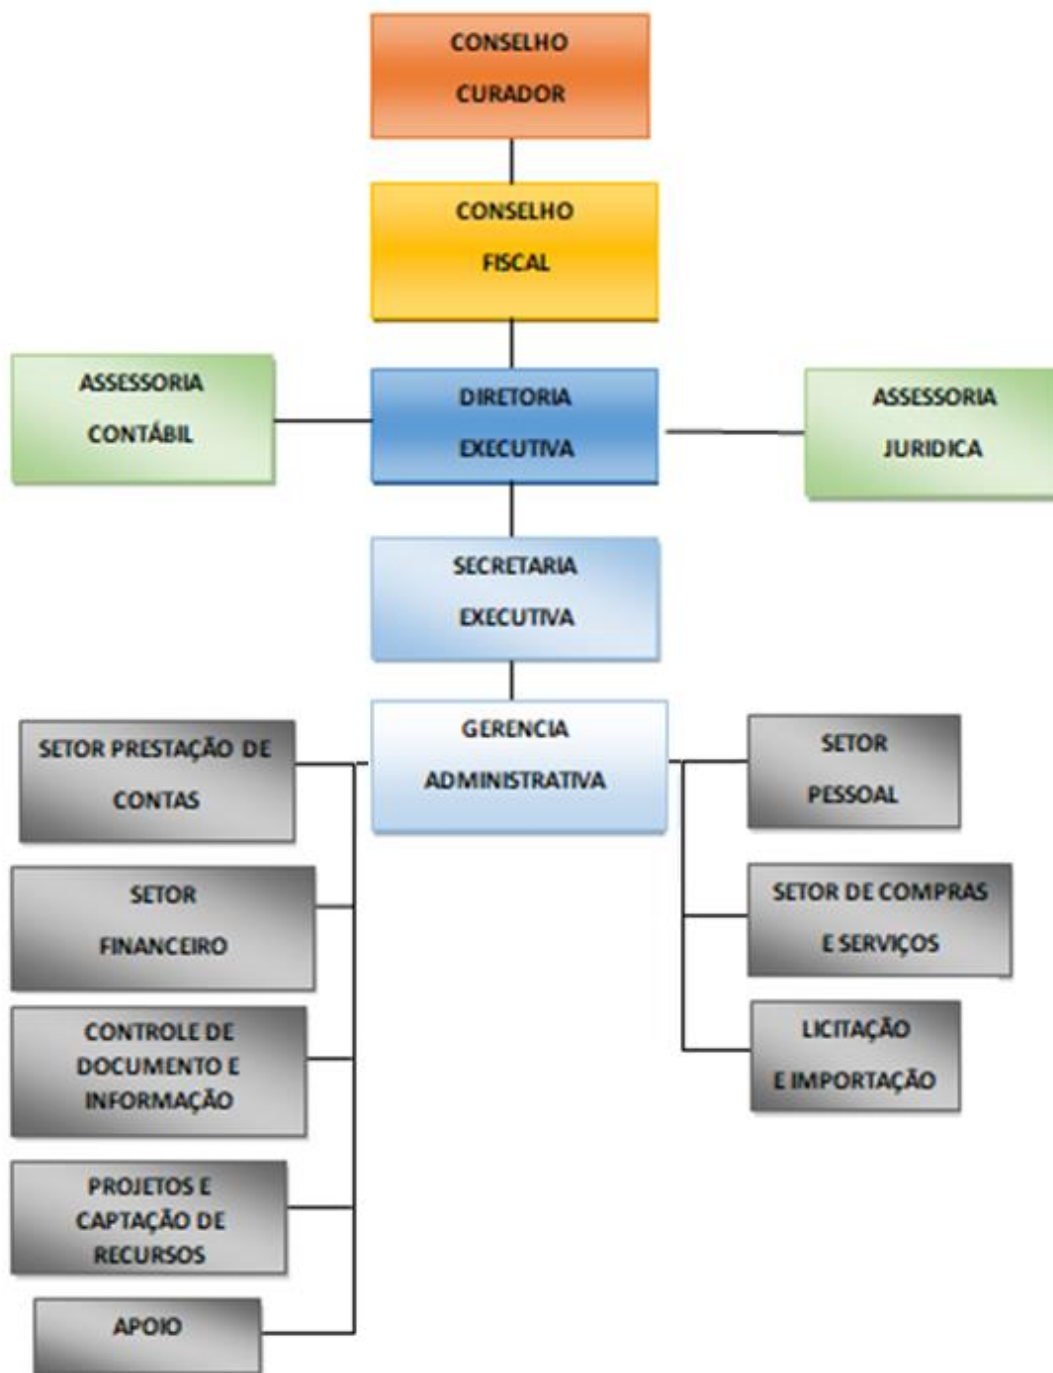 CONSELHO
CURADOR
CONSELHO
FISCAL
ASSESSORIA
CONTÁBIL
DIRETORIA
EXECUTIVA
ASSESSORIA
JURIDICA
SECRETARIA
EXECUTIVA
GERENCIA
ADMINISTRATIVA
SETOR PRESTAÇÃO DE
CONTAS
SETOR
FINANCEIRO
CONTROLE DE
DOCUMENTO E
INFORMAÇÃO
PROJETOS E
CAPTAÇÃO DE
RECURSOS
APOIO
SETOR
PESSOAL
SETOR DE COMPRAS
E SERVIÇOS
LICITAÇÃO
E IMPORTAÇÃO